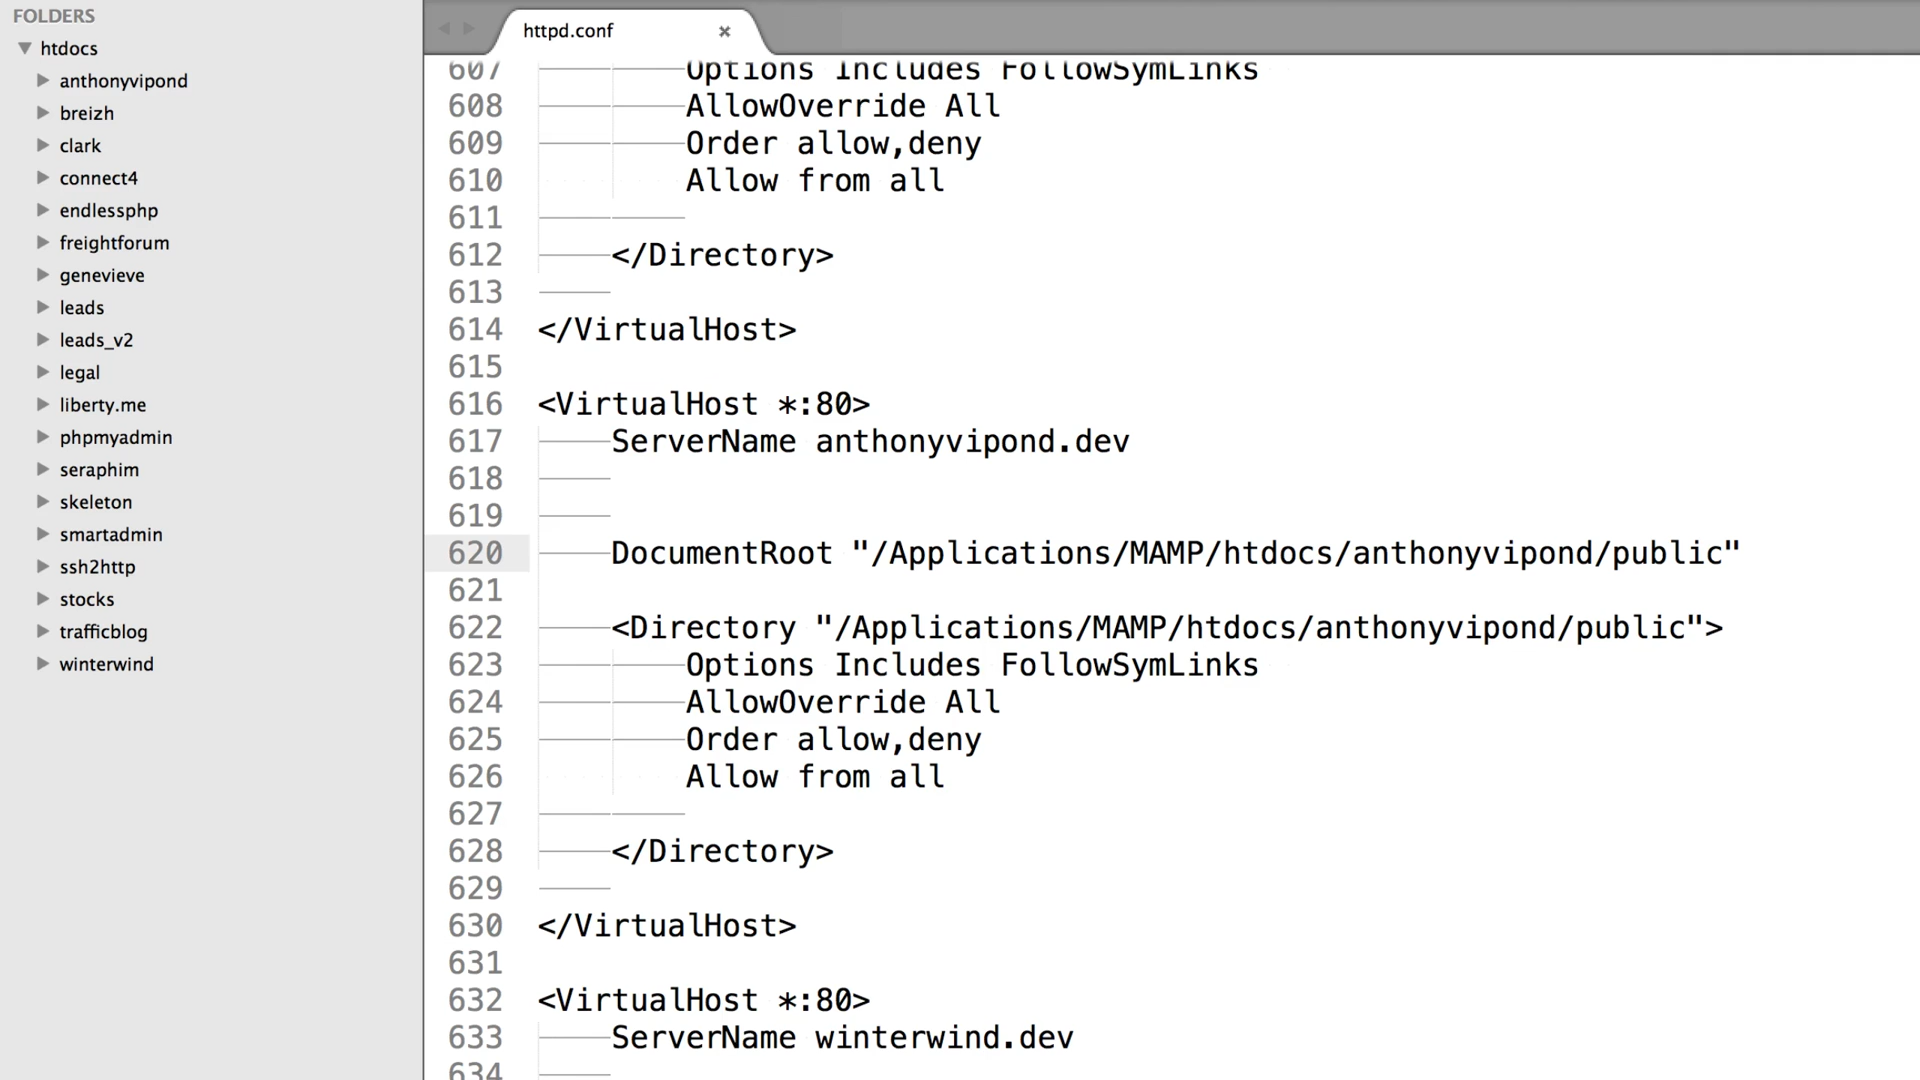 FOLDERS
htdocs
anthonyvipond
breizh
clark
connect4
endlessphp
freightforum
genevieve
leads
leads_v2
legal
liberty.me
phpmyadmin
seraphim
skeleton
smartadmin
ssh2http
stocks
trafficblog
winterwind
httpd.conf
607 Options Includes FollowSymLinks
608 AllowOverride All
609 Order allow,deny
610 Allow from all
611
612 </Directory>
613
614 </VirtualHost>
615
616 <VirtualHost *:80>
617 ServerName anthonyvipond.dev
618
619
620 DocumentRoot "/Applications/MAMP/htdocs/anthonyvipond/public"
621
622 <Directory "/Applications/MAMP/htdocs/anthonyvipond/public">
623 Options Includes FollowSymLinks
624 AllowOverride All
625 Order allow,deny
626 Allow from all
627
628 </Directory>
629
630 </VirtualHost>
631
632 <VirtualHost *:80>
633 ServerName winterwind.dev
634